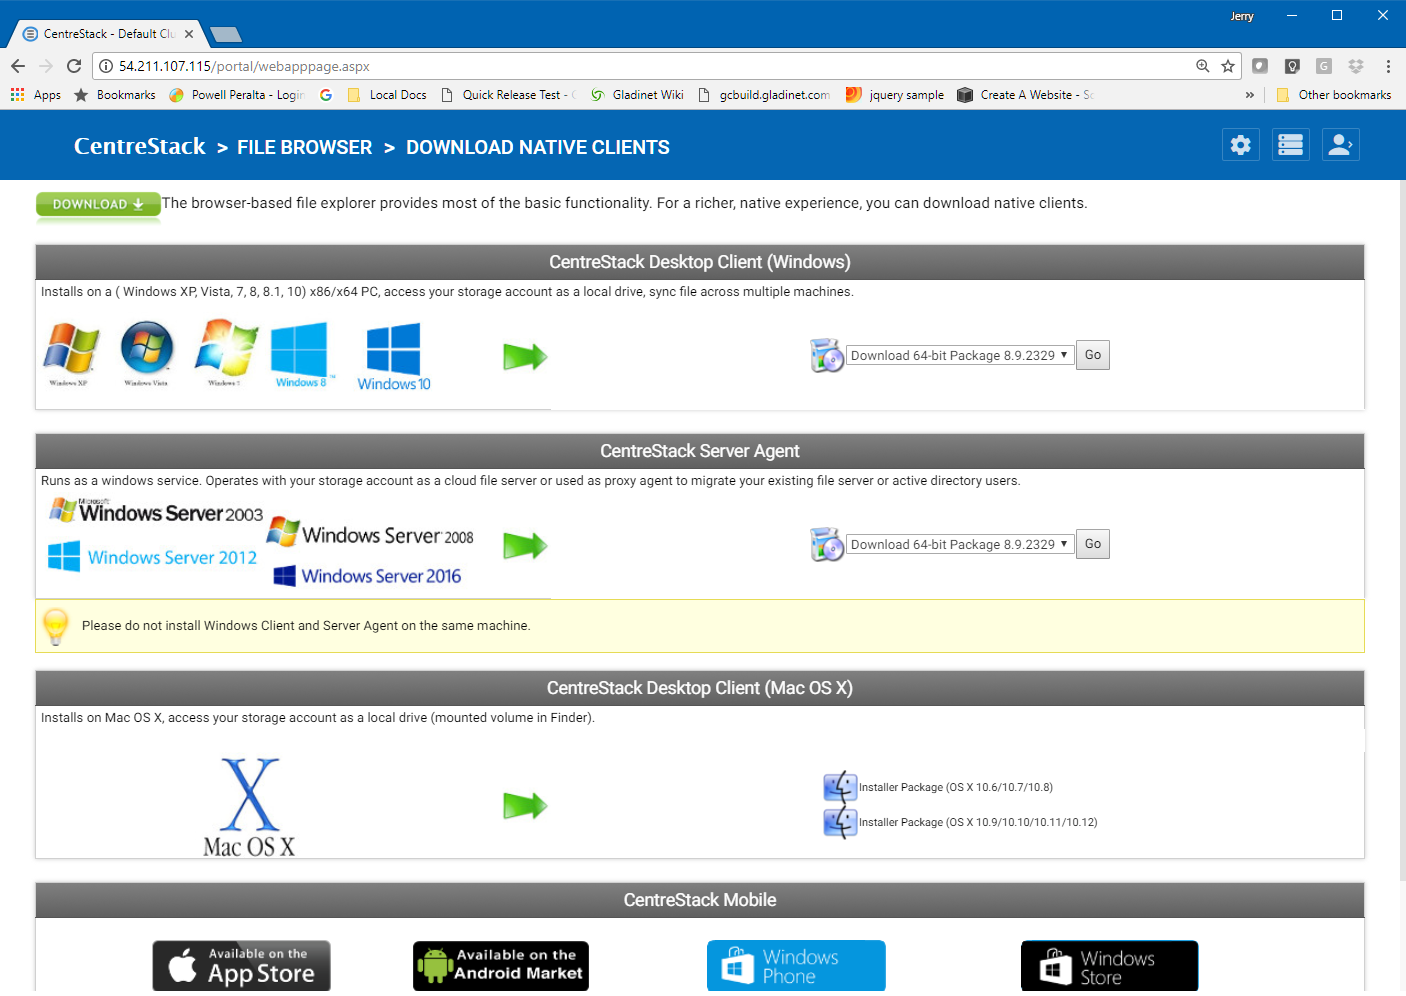 Jerry
CentreStack - Default Clu
54.211.107.115/portal/webapppage.aspx
Apps Bookmarks Powell Peralta - Login Local Docs Quick Release Test - Gladinet Wiki gcbuild.gladinet.com jquery sample Create A Website - Sc » Other bookmarks
CentreStack > FILE BROWSER > DOWNLOAD NATIVE CLIENTS
DOWNLOAD The browser-based file explorer provides most of the basic functionality. For a richer, native experience, you can download native clients.
CentreStack Desktop Client (Windows)
Installs on a ( Windows XP, Vista, 7, 8, 8.1, 10) x86/x64 PC, access your storage account as a local drive, sync file across multiple machines.
Windows XP Windows Vista Windows 7 Windows 8 ™ Windows 10
Download 64-bit Package 8.9.2329 Go
CentreStack Server Agent
Runs as a windows service. Operates with your storage account as a cloud file server or used as proxy agent to migrate your existing file server or active directory users.
Microsoft
Windows Server 2003
Windows Server 2008
Windows Server 2012
Windows Server 2016
Download 64-bit Package 8.9.2329 Go
Please do not install Windows Client and Server Agent on the same machine.
CentreStack Desktop Client (Mac OS X)
Installs on Mac OS X, access your storage account as a local drive (mounted volume in Finder).
X
Mac OS X
Installer Package (OS X 10.6/10.7/10.8)
Installer Package (OS X 10.9/10.10/10.11/10.12)
CentreStack Mobile
Available on the
App Store
Available on the
Android Market
Windows
Phone
Windows
Store